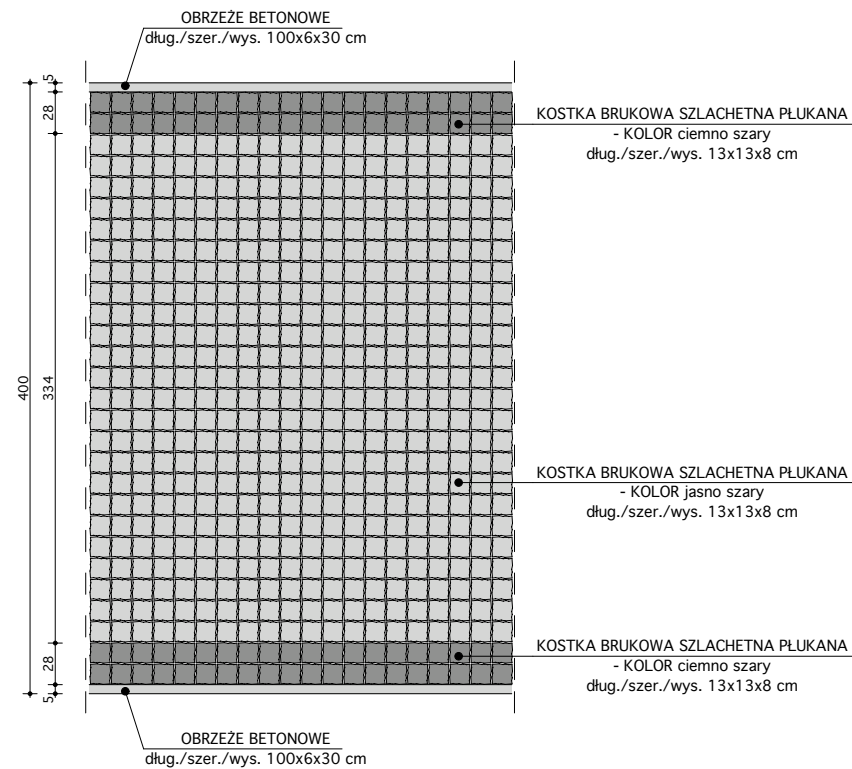 OBRZEŻE BETONOWE
dług./szer./wys. 100x6x30 cm
5
28
KOSTKA BRUKOWA SZLACHETNA PŁUKANA
- KOLOR ciemno szary
dług./szer./wys. 13x13x8 cm
400
334
KOSTKA BRUKOWA SZLACHETNA PŁUKANA
- KOLOR jasno szary
dług./szer./wys. 13x13x8 cm
28
5
KOSTKA BRUKOWA SZLACHETNA PŁUKANA
- KOLOR ciemno szary
dług./szer./wys. 13x13x8 cm
OBRZEŻE BETONOWE
dług./szer./wys. 100x6x30 cm